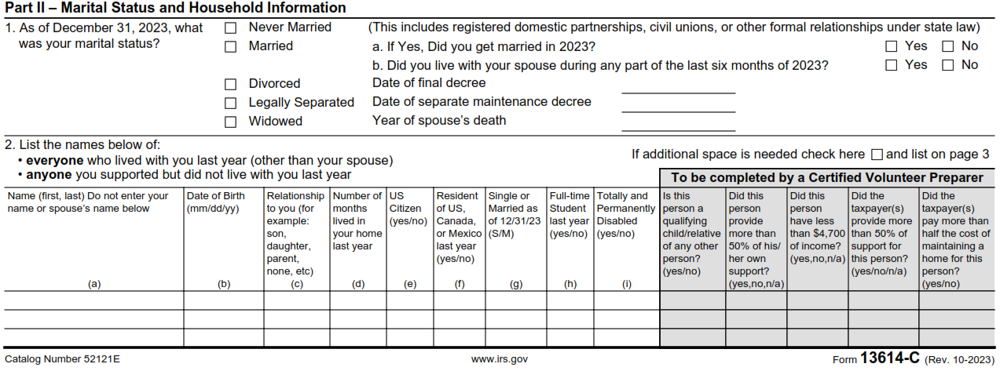 Part II – Marital Status and Household Information
1. As of December 31, 2023, what
was your marital status?
Never Married
(This includes registered domestic partnerships, civil unions, or other formal relationships under state law)
Married
a. If Yes, Did you get married in 2023?
Yes
No
b. Did you live with your spouse during any part of the last six months of 2023?
Yes
No
Divorced
Date of final decree
Legally Separated
Date of separate maintenance decree
Widowed
Year of spouse's death
2. List the names below of:
• everyone who lived with you last year (other than your spouse)
• anyone you supported but did not live with you last year
If additional space is needed check here
and list on page 3
To be completed by a Certified Volunteer Preparer
Name (first, last) Do not enter your
name or spouse's name below
(a)
Date of Birth
(mm/dd/yy)
(b)
Relationship
to you (for
example:
son,
daughter,
parent,
none, etc)
(c)
Number of
months
lived in
your home
last year
(d)
US
Citizen
(yes/no)
(e)
Resident
of US,
Canada,
or Mexico
last year
(yes/no)
(f)
Single or
Married as
of 12/31/23
(S/M)
(g)
Full-time
Student
last year
(yes/no)
(h)
Totally and
Permanently
Disabled
(yes/no)
(i)
Is this
person a
qualifying
child/relative
of any other
person?
(yes/no)
Did this
person
provide
more than
50% of his/
her own
support?
(yes,no,n/a)
Did this
person
have less
than $4,700
of income?
(yes,no,n/a)
Did the
taxpayer(s)
provide more
than 50% of
support for
this person?
(yes/no/n/a)
Did the
taxpayer(s)
pay more than
half the cost of
maintaining a
home for this
person?
(yes/no)
Catalog Number 52121E
www.irs.gov
Form 13614-C (Rev. 10-2023)